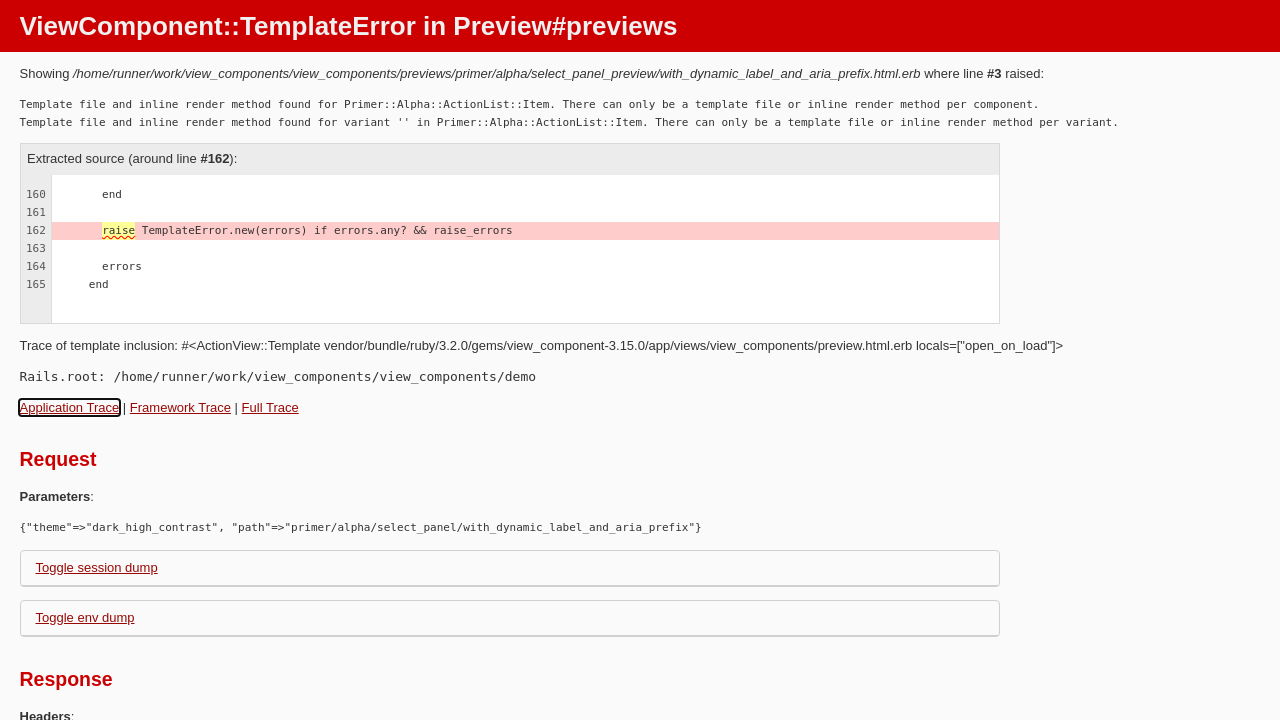 ViewComponent::TemplateError in Preview#previews
Showing /home/runner/work/view_components/view_components/previews/primer/alpha/select_panel_preview/with_dynamic_label_and_aria_prefix.html.erb where line #3 raised:
Template file and inline render method found for Primer::Alpha::ActionList::Item. There can only be a template file or inline render method per component.
Template file and inline render method found for variant '' in Primer::Alpha::ActionList::Item. There can only be a template file or inline render method per variant.
Extracted source (around line #162):
160 end
161
162 raise TemplateError.new(errors) if errors.any? && raise_errors
163
164 errors
165 end
Trace of template inclusion: #<ActionView::Template vendor/bundle/ruby/3.2.0/gems/view_component-3.15.0/app/views/view_components/preview.html.erb locals=["open_on_load"]>
Rails.root: /home/runner/work/view_components/view_components/demo
Application Trace | Framework Trace | Full Trace
Request
Parameters:
{"theme"=>"dark_high_contrast", "path"=>"primer/alpha/select_panel/with_dynamic_label_and_aria_prefix"}
Toggle session dump
Toggle env dump
Response
Headers: